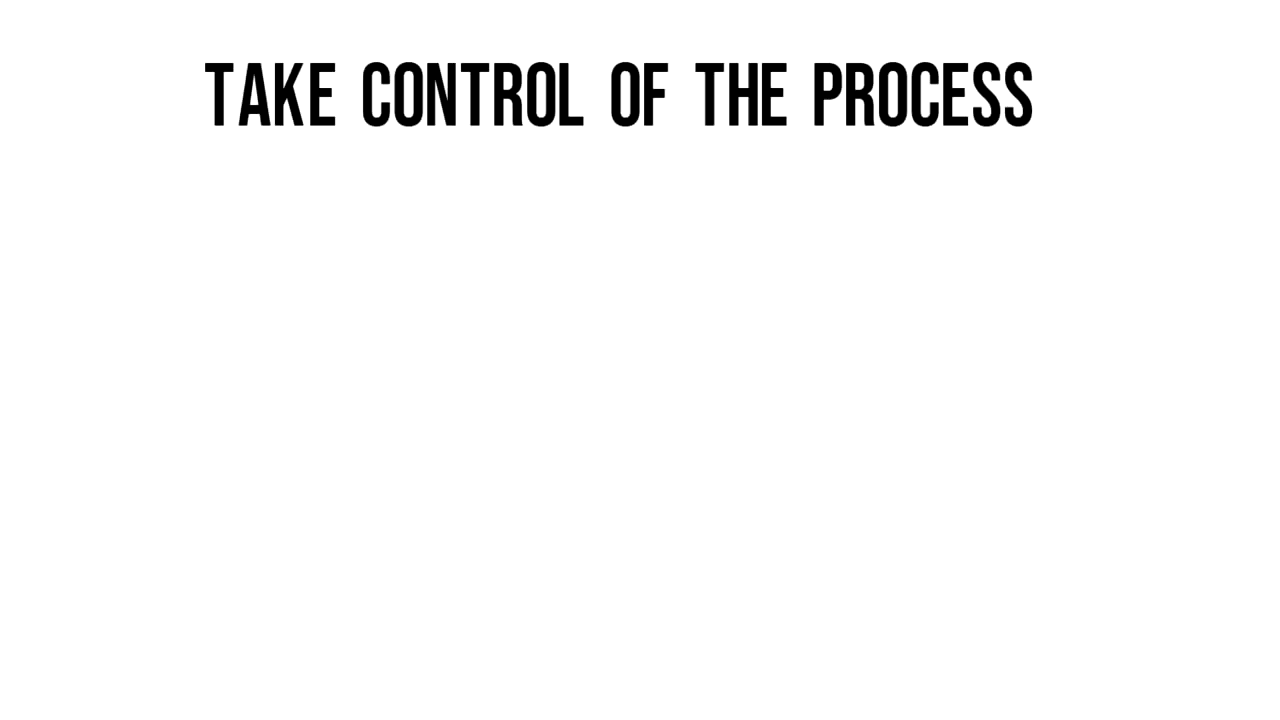 TAKE CONTROL OF THE PROCESS